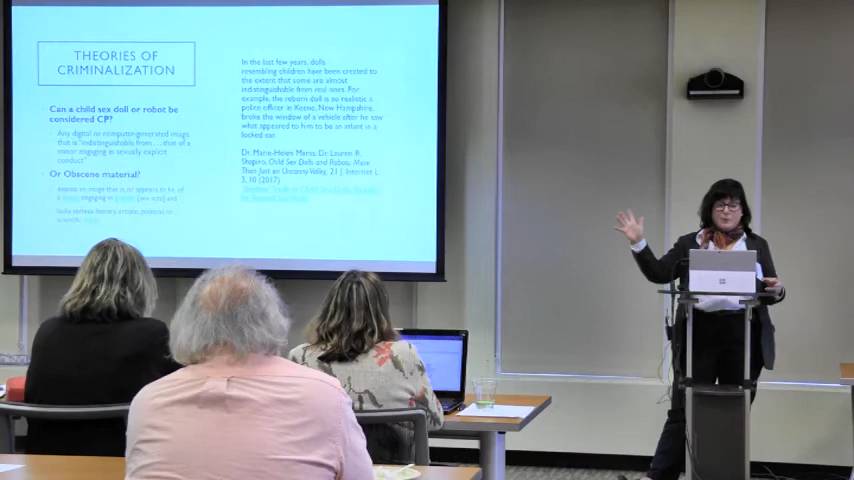 THEORIES OF
CRIMINALIZATION
Can a child sex doll or robot be
considered CP?
Any digital or computer-generated image
that is "indistinguishable from … that of a
minor engaging in sexually explicit
conduct"
Or Obscene material?
depicts an image that is, or appears to be, of
a engaging in [sex acts] and
lacks serious literary, artistic, political, or
scientific
In the last few years, dolls
resembling children have been created to
the extent that some are almost
indistinguishable from real ones. For
example, the reborn doll is so realistic a
police officer in Keene, New Hampshire,
broke the window of a vehicle after he saw
what appeared to him to be an infant in a
locked car.
Dr. Marie-Helen Maras, Dr. Lauren R.
Shapiro, Child Sex Dolls and Robots: More
Than Just an Uncanny Valley, 21 J. Internet L.
3, 10 (2017)